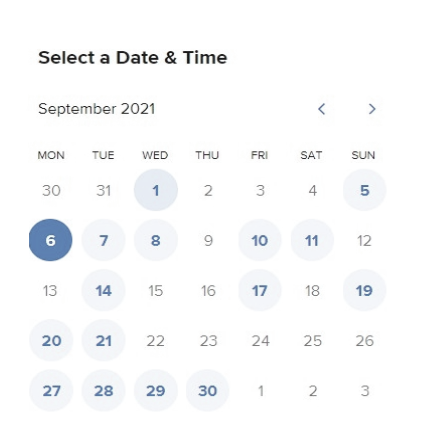 Select a Date & Time
September 2021
MON TUE WED THU FRI SAT SUN
30 31 1 2 3 4 5
6 7 8 9 10 11 12
13 14 15 16 17 18 19
20 21 22 23 24 25 26
27 28 29 30 1 2 3